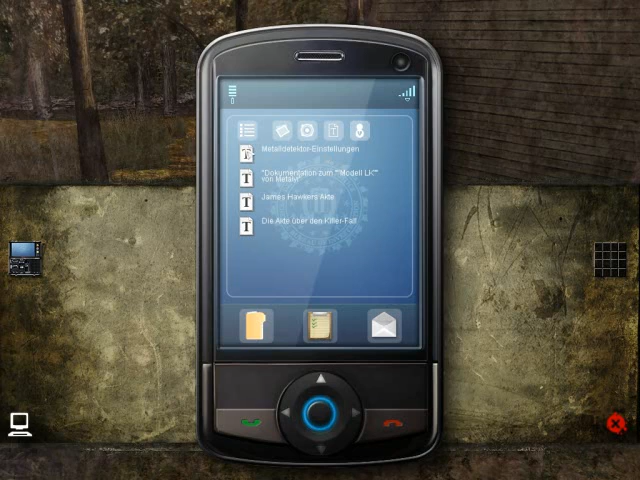 Metalldetektor-Einstellungen
"Dokumentation zum ""Modell LK""
von Metalvi"
James Hawkers Akte
Die Akte über den Killer-Fall